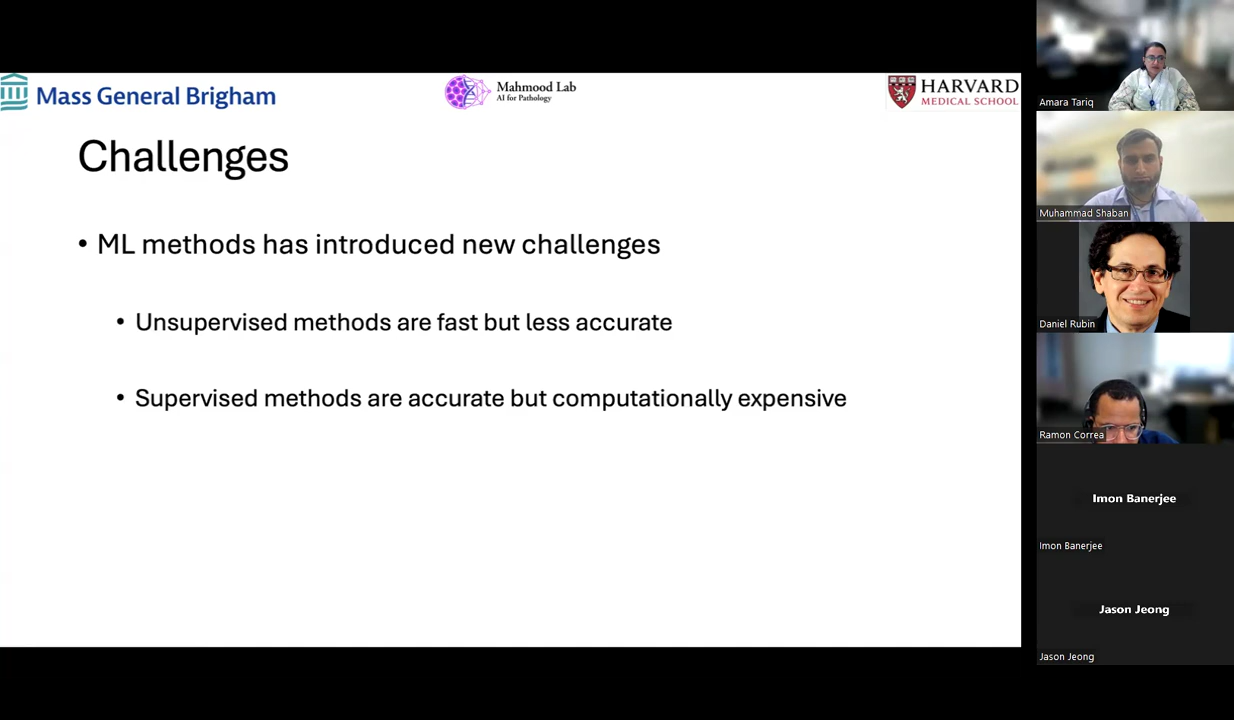 Mass General Brigham
Mahmood Lab
AI for Pathology
HARVARD
MEDICAL SCHOOL
Challenges
• ML methods has introduced new challenges
• Unsupervised methods are fast but less accurate
• Supervised methods are accurate but computationally expensive
Amara Tariq
Muhammad Shaban
Daniel Rubin
Ramon Correa
Imon Banerjee
Imon Banerjee
Jason Jeong
Jason Jeong